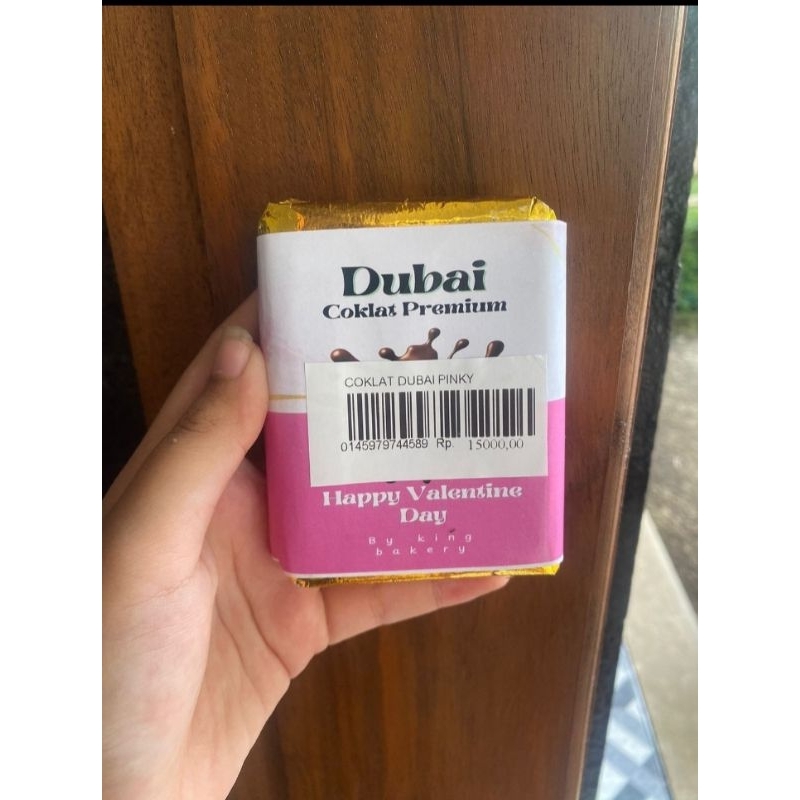 Dubai
Coklat Premium
COKLAT DUBAI PINKY
0145979744589 Rp. 15000,00
Happy Valentine
Day
By king
bakery